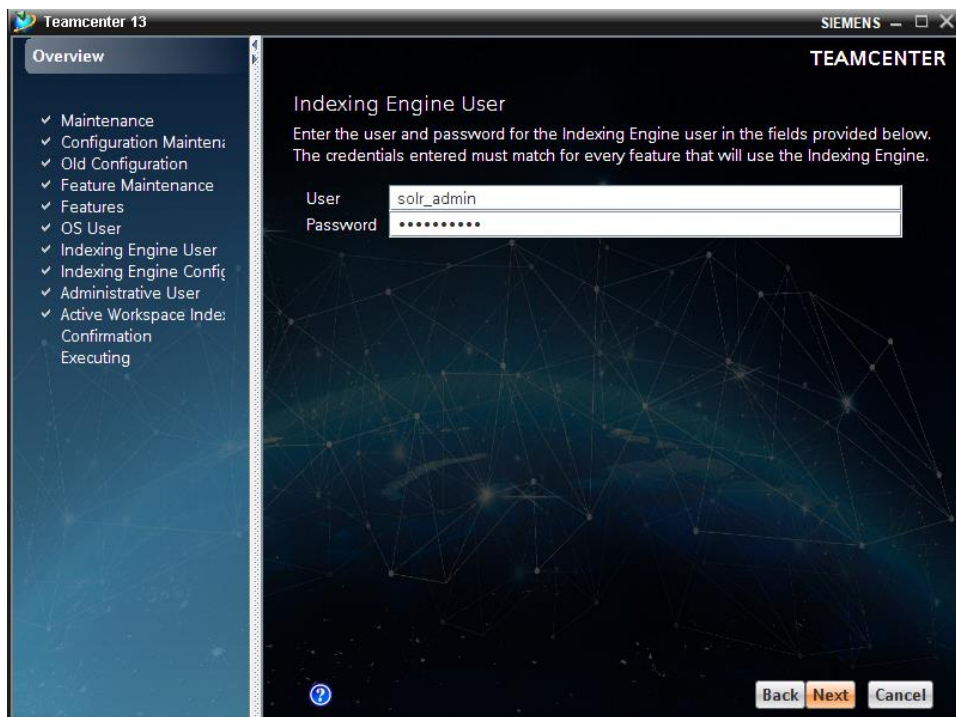 Teamcenter 13
SIEMENS
Overview
TEAMCENTER
Maintenance
Configuration Maintena
Old Configuration
Feature Maintenance
Features
OS User
Indexing Engine User
Indexing Engine Config
Administrative User
Active Workspace Index
Confirmation
Executing
Indexing Engine User
Enter the user and password for the Indexing Engine user in the fields provided below.
The credentials entered must match for every feature that will use the Indexing Engine.
User solr_admin
Password ••••••••••
?
Back Next Cancel